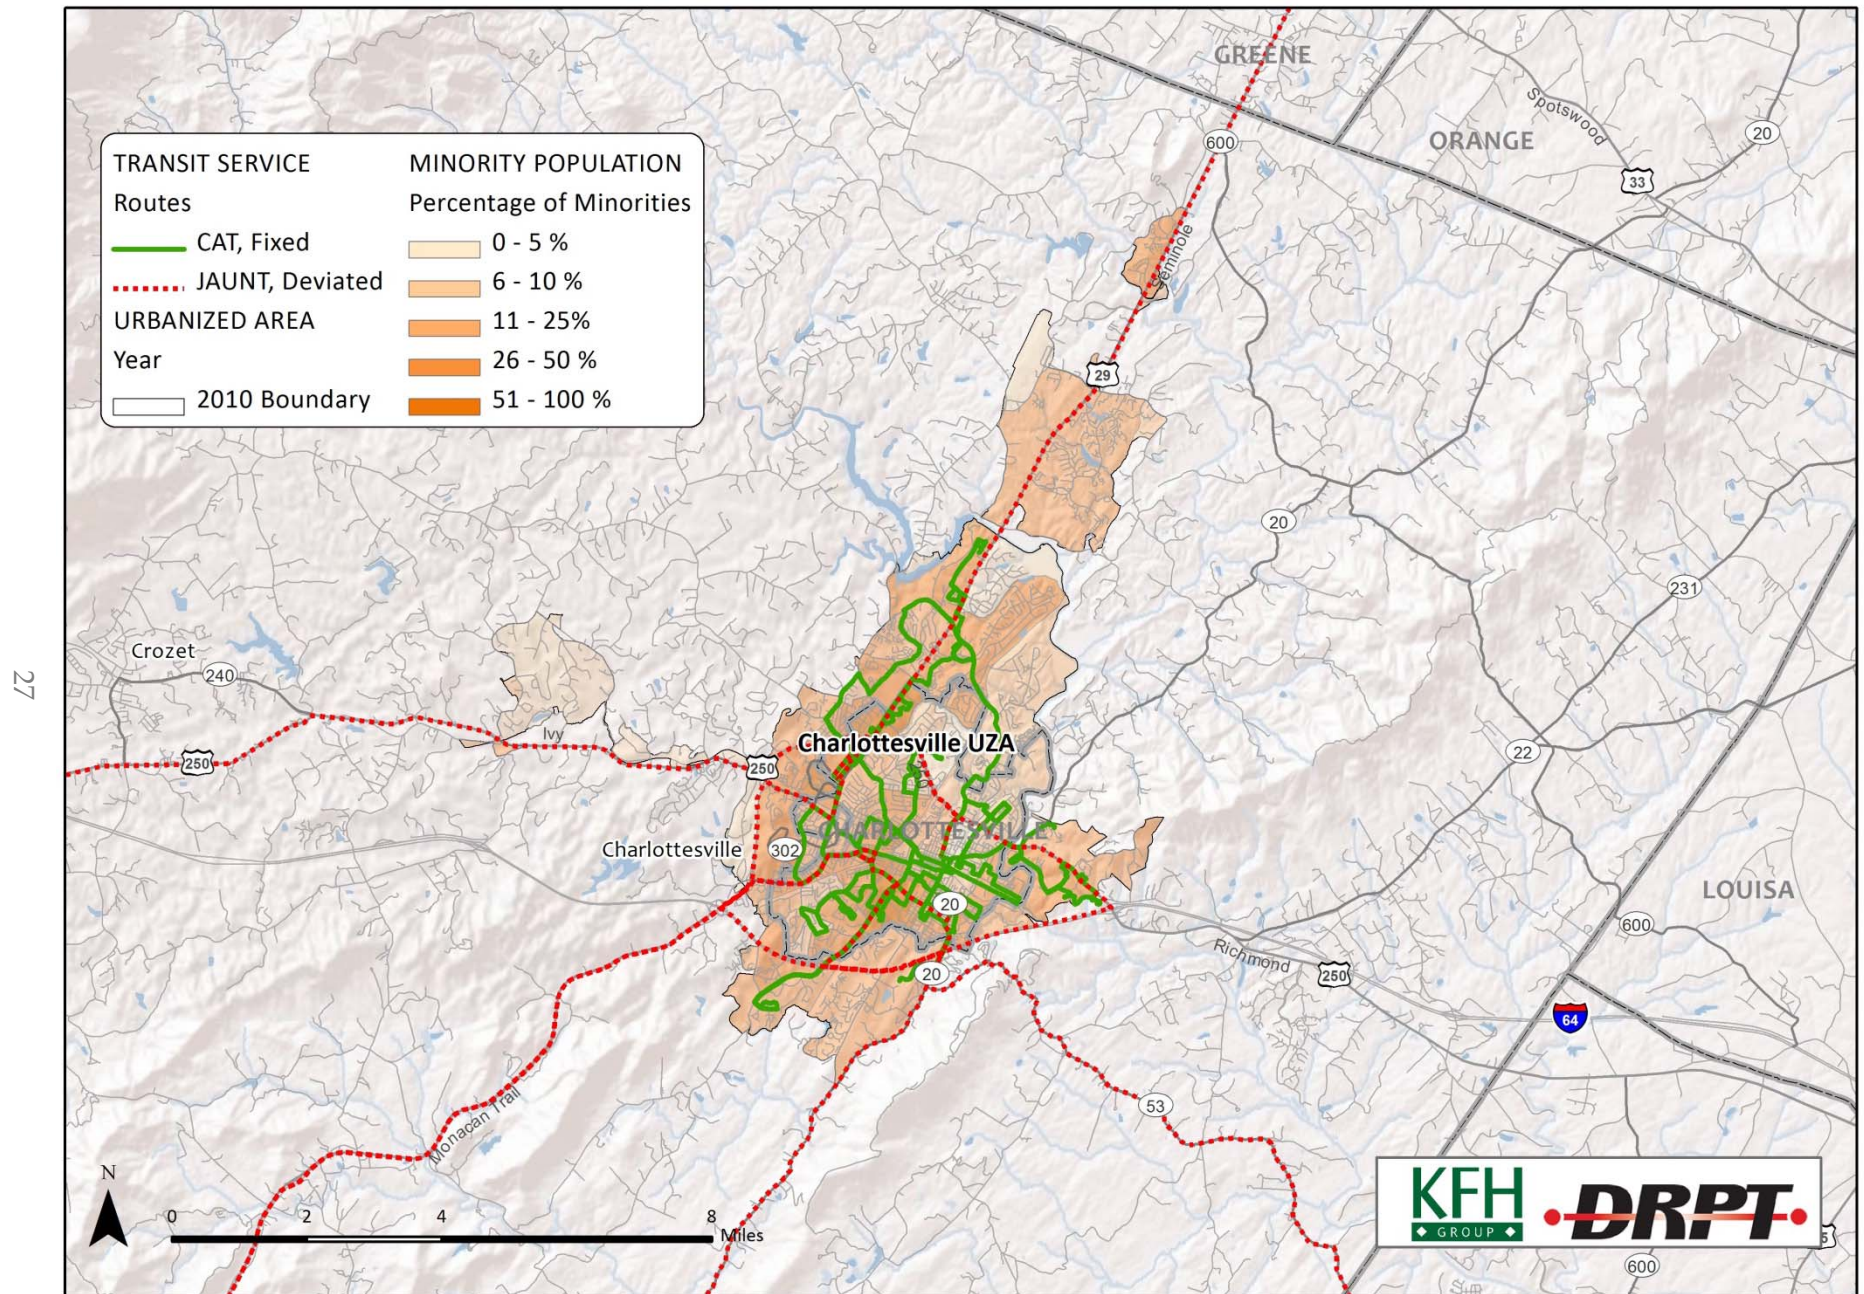 GREENE
600
Spotswood
ORANGE
20
33
TRANSIT SERVICE
Routes
CAT, Fixed
JAUNT, Deviated
URBANIZED AREA
Year
2010 Boundary
MINORITY POPULATION
Percentage of Minorities
0 - 5 %
6 - 10 %
11 - 25%
26 - 50 %
51 - 100 %
Seminole
29
20
231
Crozet
240
27
Ivy
250
250
Charlottesville UZA
22
CHARLOTTESVILLE
Charlottesville
302
20
LOUISA
600
20
Richmond
250
64
53
Monacan Trail
N
0 2 4 8
Miles
KFH
GROUP
DRPT
600